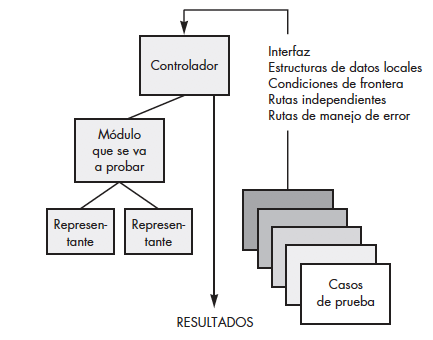 Controlador
Interfaz
Estructuras de datos locales
Condiciones de frontera
Rutas independientes
Rutas de manejo de error
Módulo
que se va
a probar
Represen-
tante
Represen-
tante
Casos
de prueba
RESULTADOS